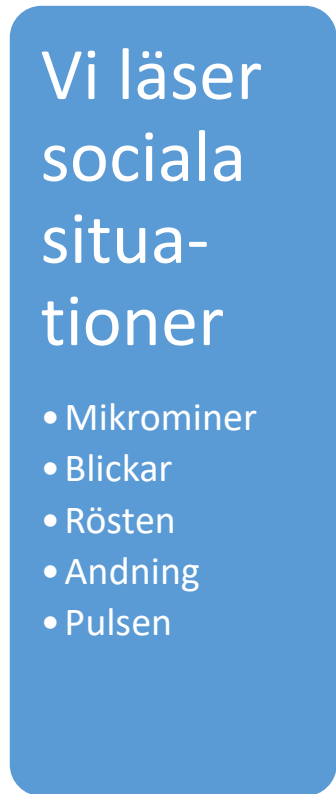 Vi läser
sociala
situa-
tioner
• Mikrominer
• Blickar
• Rösten
• Andning
• Pulsen